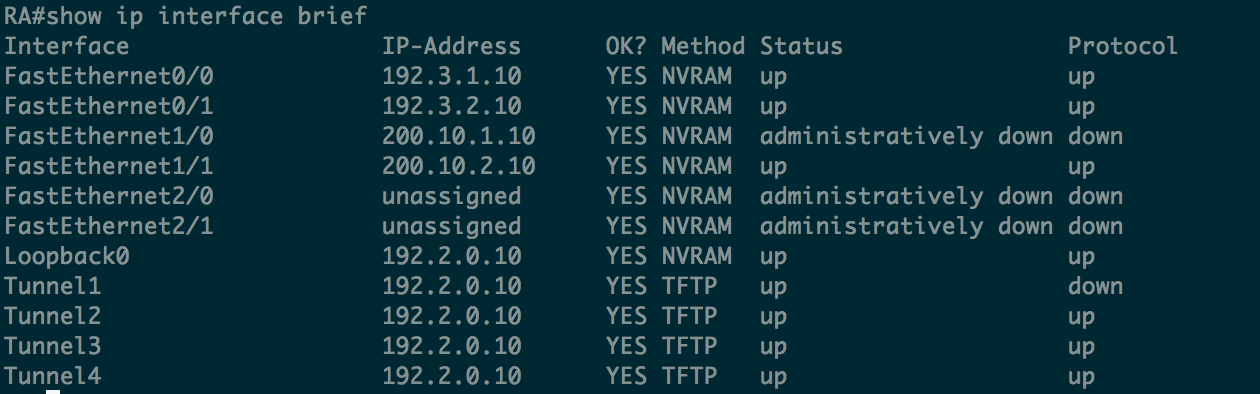 RA#show ip interface brief
Interface                  IP-Address      OK? Method Status                Protocol
FastEthernet0/0            192.3.1.10      YES NVRAM  up                    up
FastEthernet0/1            192.3.2.10      YES NVRAM  up                    up
FastEthernet1/0            200.10.1.10     YES NVRAM  administratively down down
FastEthernet1/1            200.10.2.10     YES NVRAM  up                    up
FastEthernet2/0            unassigned      YES NVRAM  administratively down down
FastEthernet2/1            unassigned      YES NVRAM  administratively down down
Loopback0                  192.2.0.10      YES NVRAM  up                    up
Tunnel1                    192.2.0.10      YES TFTP   up                    down
Tunnel2                    192.2.0.10      YES TFTP   up                    up
Tunnel3                    192.2.0.10      YES TFTP   up                    up
Tunnel4                    192.2.0.10      YES TFTP   up                    up